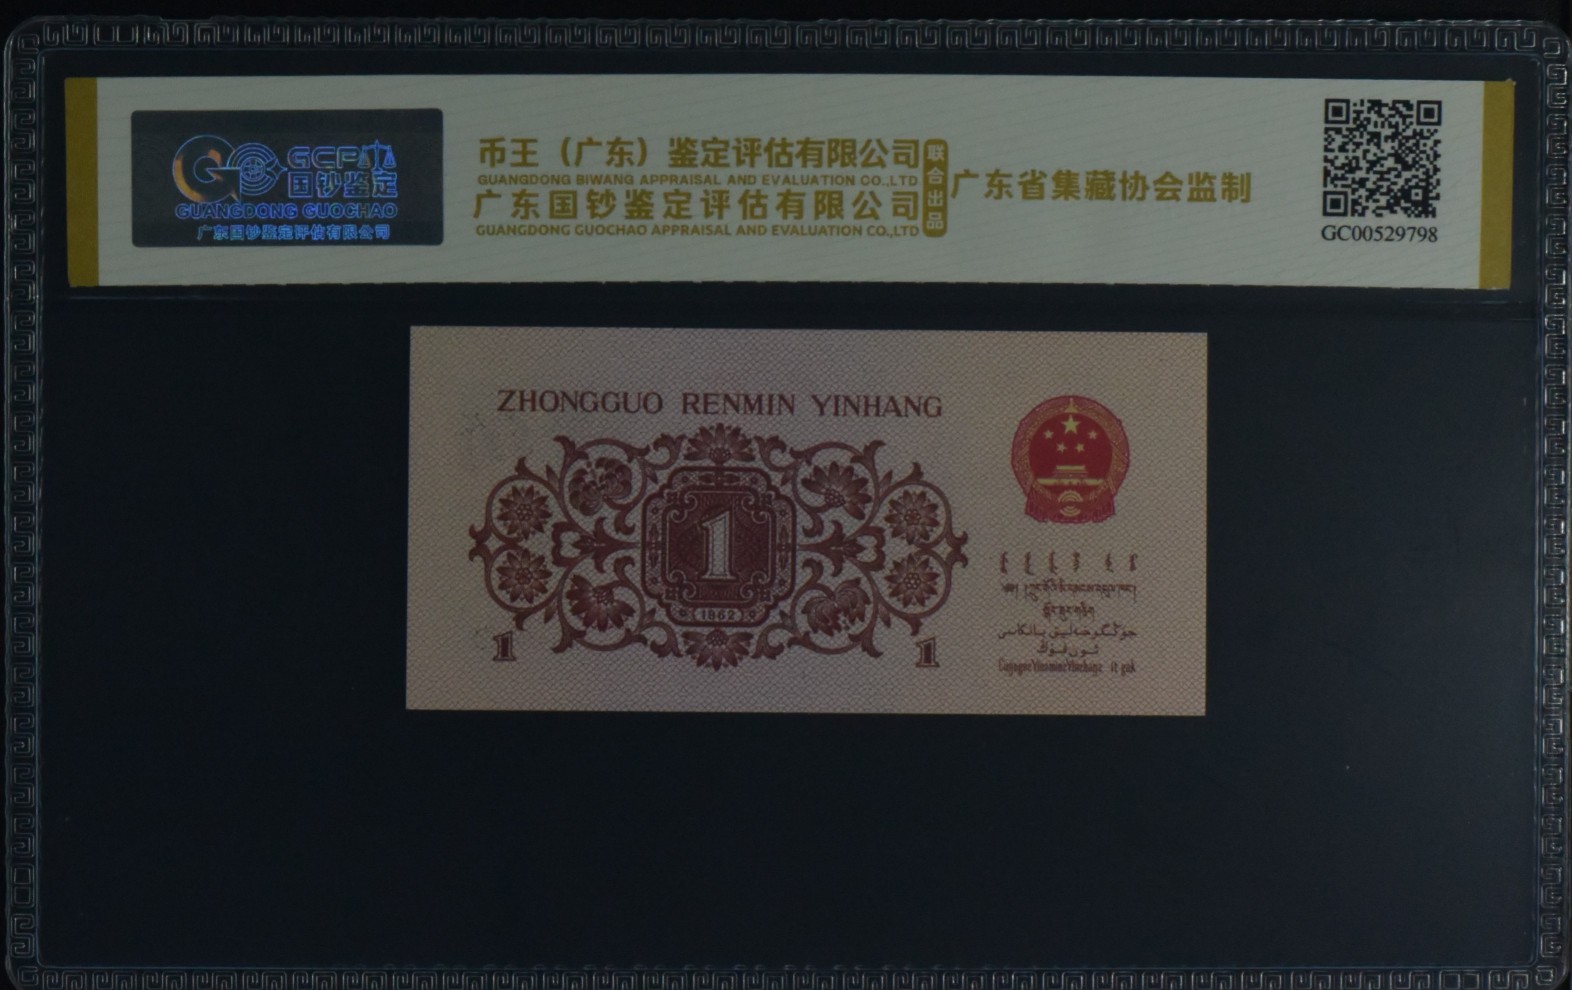 GCPA
国钞鉴定
GUANGDONG GUOCHAO
广东国钞鉴定评估有限公司
币王（广东）鉴定评估有限公司
GUANGDONG BIWANG APPRAISAL AND EVALUATION CO.,LTD
广东国钞鉴定评估有限公司
GUANGDONG GUOCHAO APPRAISAL AND EVALUATION CO.,LTD
联合出品
广东省集藏协会监制
GC00529798
ZHONGGUO RENMIN YINHANG
1
1962
1
1